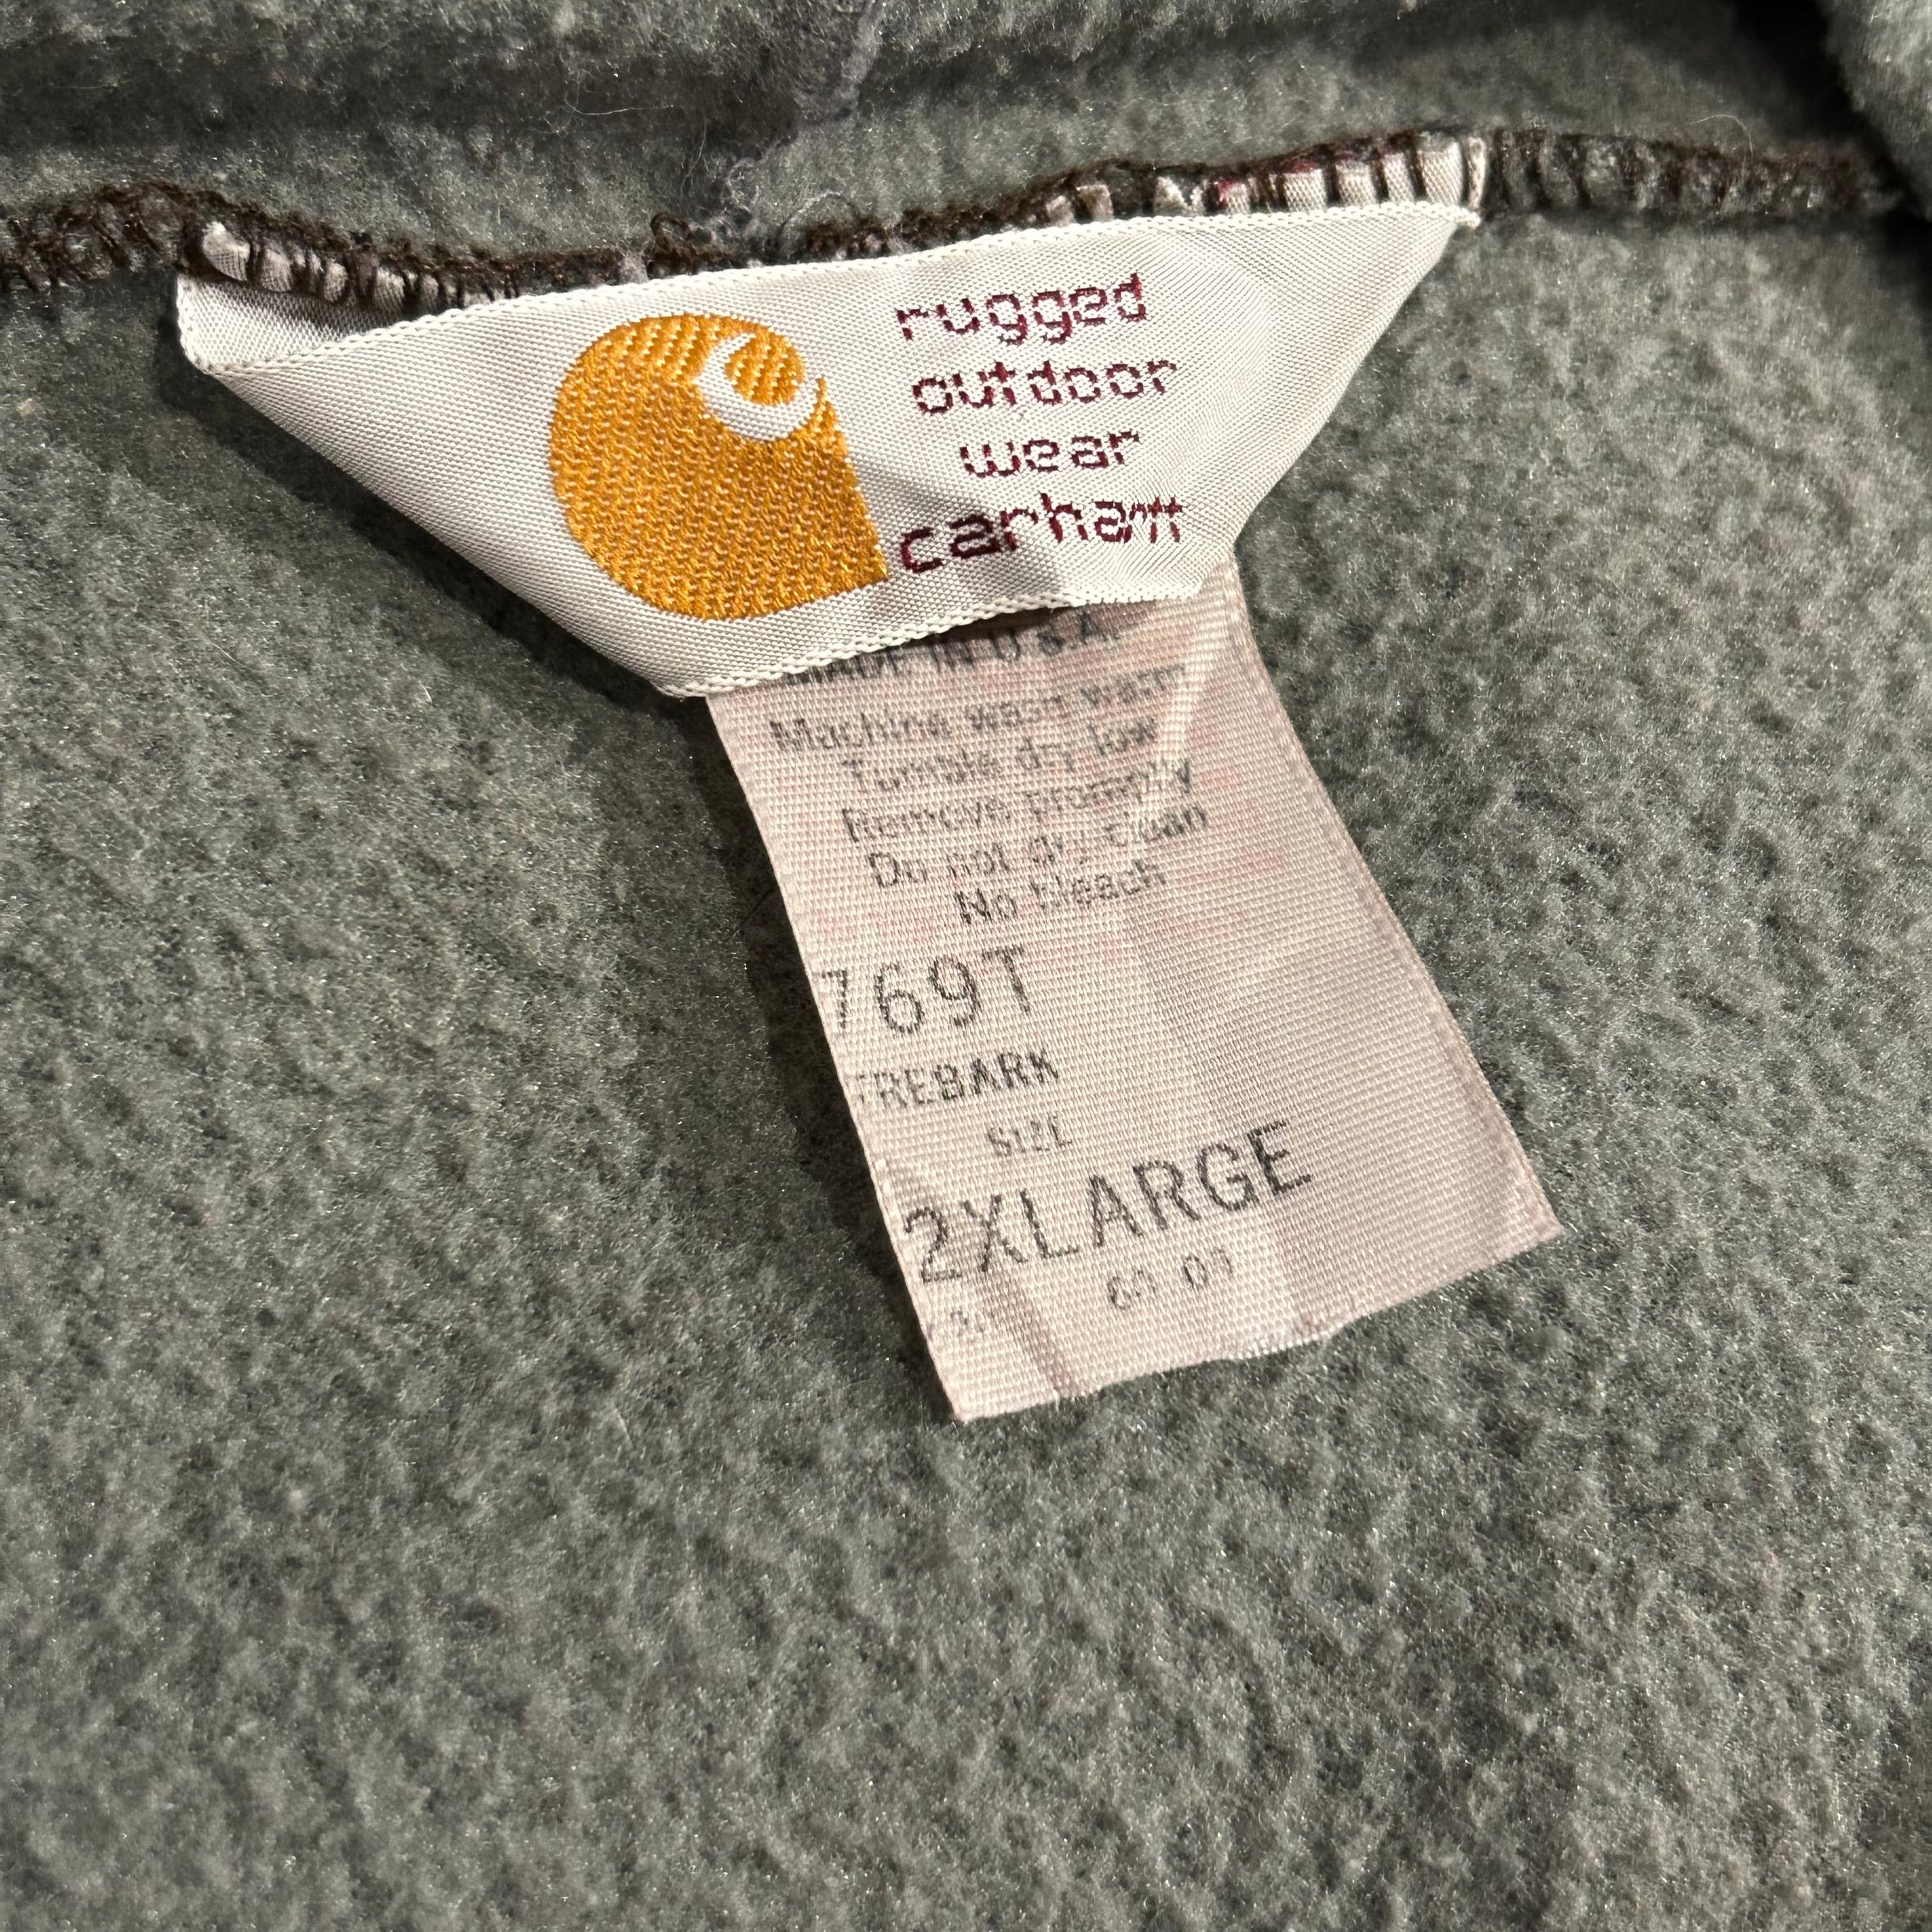 rugged
outdoor
wear
carhartt
MADE IN U.S.A.
Machine wash warm
Tumble dry low
Remove promptly
Do not dry clean
No bleach
769T
TREBARK
SIZE
2XLARGE